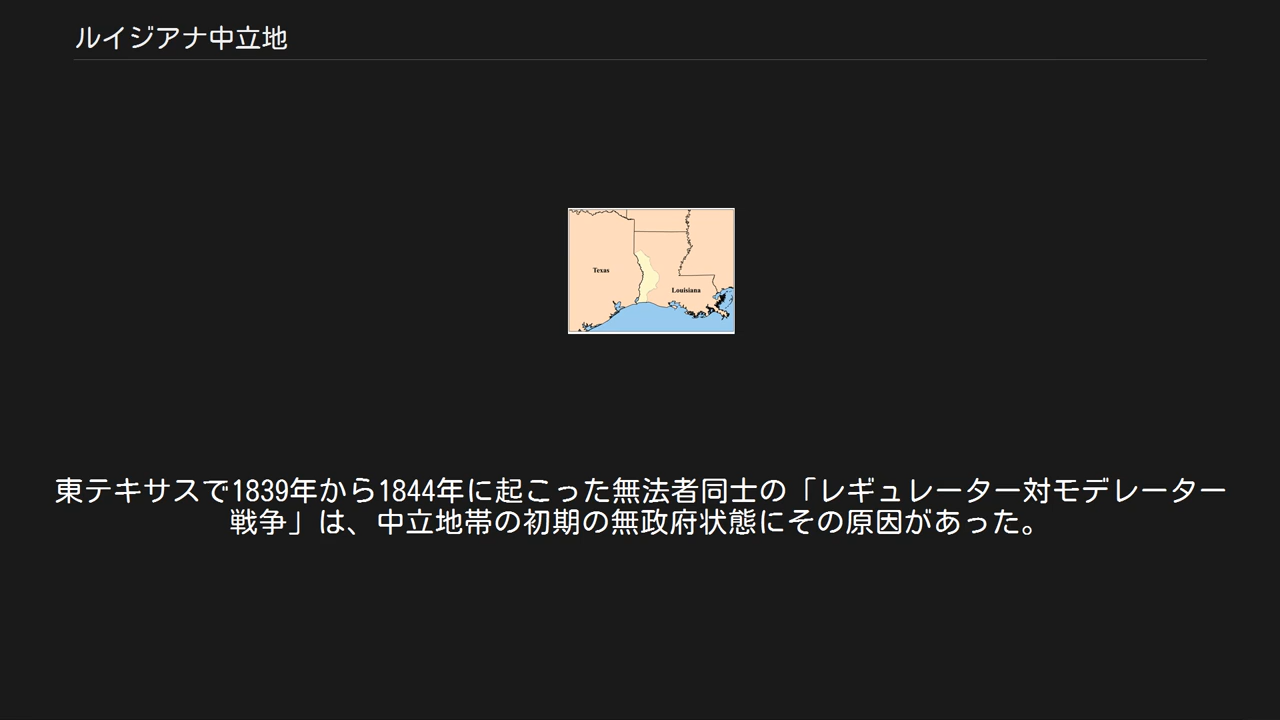 ルイジアナ中立地
Texas
Louisiana
東テキサスで1839年から1844年に起こった無法者同士の「レギュレーター対モデレーター
戦争」は、中立地帯の初期の無政府状態にその原因があった。